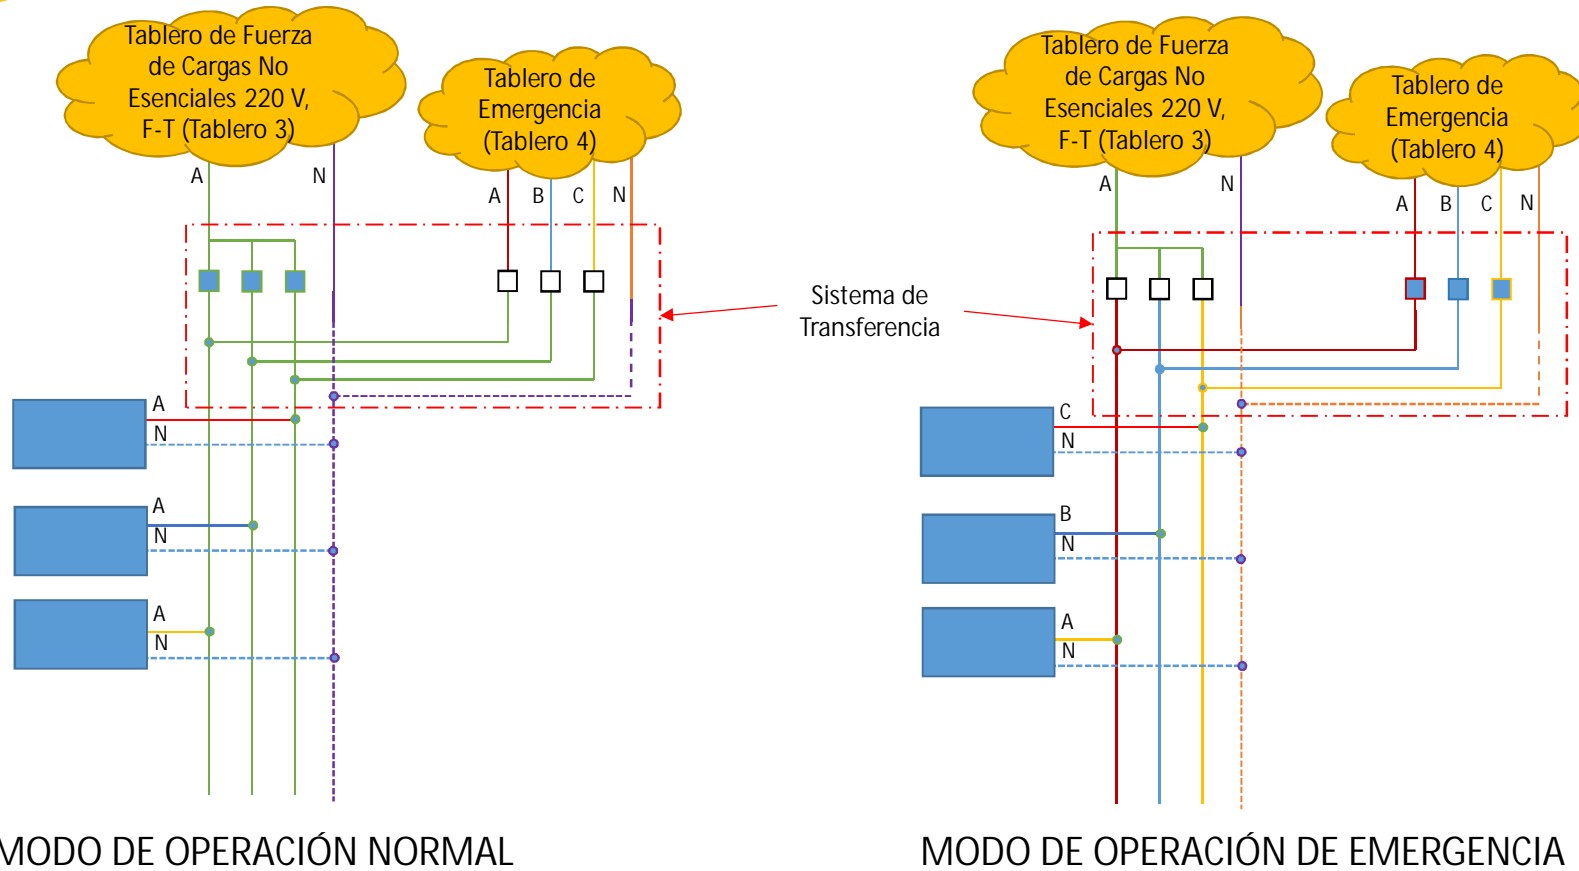 Tablero de Fuerza
de Cargas No
Esenciales 220 V,
F-T (Tablero 3)
Tablero de
Emergencia
(Tablero 4)
A
N
A
B
C
N
A
N
A
N
A
N
Sistema de
Transferencia
Tablero de Fuerza
de Cargas No
Esenciales 220 V,
F-T (Tablero 3)
Tablero de
Emergencia
(Tablero 4)
A
N
A
B
C
N
C
N
B
N
A
N
MODO DE OPERACIÓN NORMAL
MODO DE OPERACIÓN DE EMERGENCIA